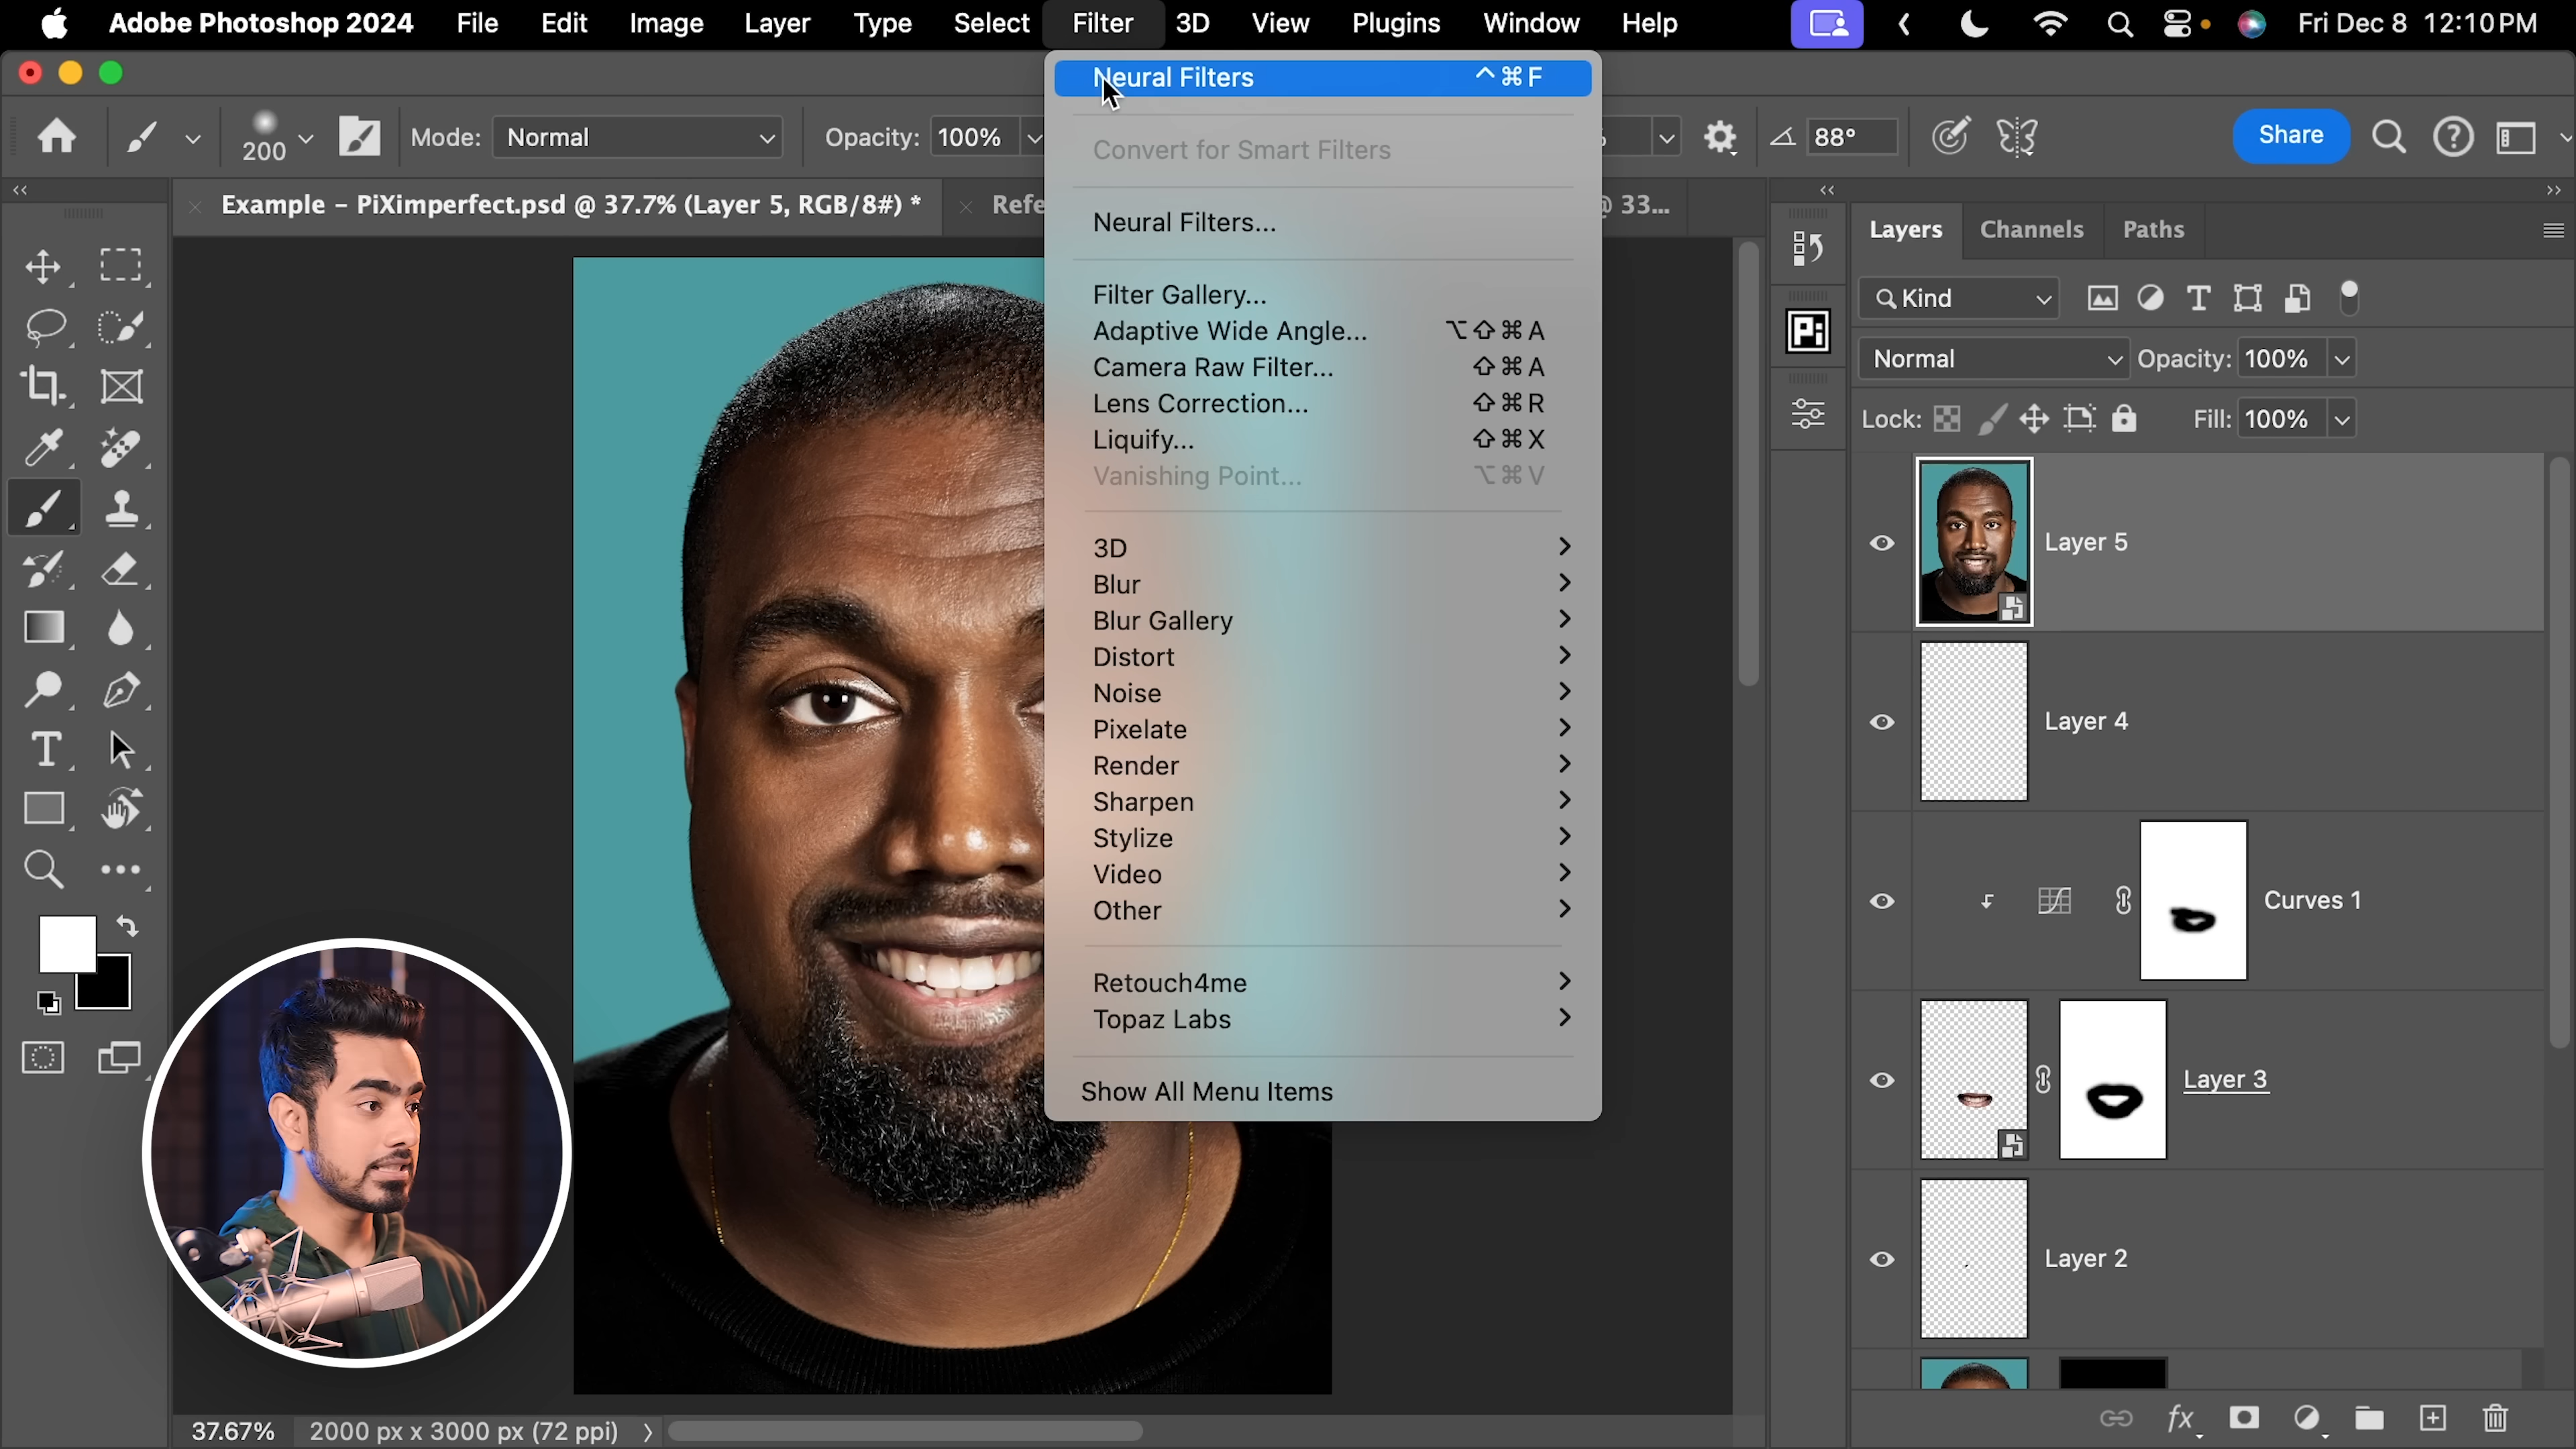 Adobe Photoshop 2024 File Edit Image Layer Type Select Filter 3D View Plugins Window Help Fri Dec 8 12:10 PM
200 Mode: Normal Opacity: 100% 88° Share
Example – PiXimperfect.psd @ 37.7% (Layer 5, RGB/8#) * Refe @ 33...
Neural Filters ^⌘F
Convert for Smart Filters
Neural Filters...
Filter Gallery...
Adaptive Wide Angle... ⌥⇧⌘A
Camera Raw Filter... ⇧⌘A
Lens Correction... ⇧⌘R
Liquify... ⇧⌘X
Vanishing Point... ⌥⌘V
3D
Blur
Blur Gallery
Distort
Noise
Pixelate
Render
Sharpen
Stylize
Video
Other
Retouch4me
Topaz Labs
Show All Menu Items
Pi
Layers Channels Paths
Kind
Normal Opacity: 100%
Lock: Fill: 100%
Layer 5
Layer 4
Curves 1
Layer 3
Layer 2
fx
37.67% 2000 px x 3000 px (72 ppi)